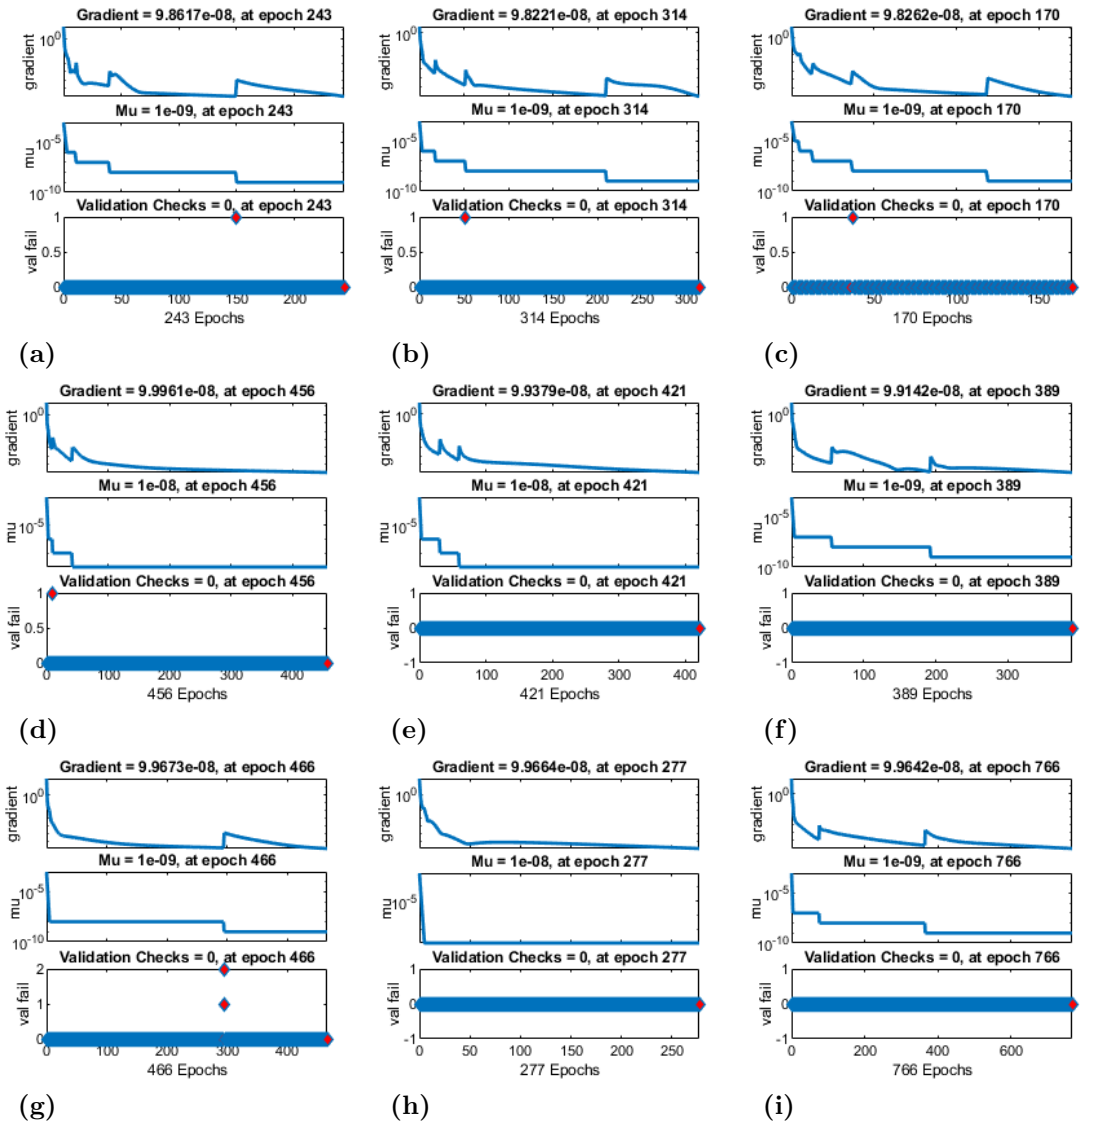 Gradient = 9.8617e-08, at epoch 243
gradient
10^0
Mu = 1e-09, at epoch 243
mu
10^-5
10^-10
Validation Checks = 0, at epoch 243
val fail
1
0.5
0
0 50 100 150 200
243 Epochs
(a)
Gradient = 9.8221e-08, at epoch 314
gradient
10^0
Mu = 1e-09, at epoch 314
mu
10^-5
10^-10
Validation Checks = 0, at epoch 314
val fail
1
0.5
0
0 50 100 150 200 250 300
314 Epochs
(b)
Gradient = 9.8262e-08, at epoch 170
gradient
10^0
Mu = 1e-09, at epoch 170
mu
10^-5
10^-10
Validation Checks = 0, at epoch 170
val fail
1
0.5
0
0 50 100 150
170 Epochs
(c)
Gradient = 9.9961e-08, at epoch 456
gradient
10^0
Mu = 1e-08, at epoch 456
mu
10^-5
Validation Checks = 0, at epoch 456
val fail
1
0.5
0
0 100 200 300 400
456 Epochs
(d)
Gradient = 9.9379e-08, at epoch 421
gradient
10^0
Mu = 1e-08, at epoch 421
mu
10^-5
Validation Checks = 0, at epoch 421
val fail
1
0
-1
0 100 200 300 400
421 Epochs
(e)
Gradient = 9.9142e-08, at epoch 389
gradient
10^0
Mu = 1e-09, at epoch 389
mu
10^-5
10^-10
Validation Checks = 0, at epoch 389
val fail
1
0
-1
0 100 200 300
389 Epochs
(f)
Gradient = 9.9673e-08, at epoch 466
gradient
10^0
Mu = 1e-09, at epoch 466
mu
10^-5
10^-10
Validation Checks = 0, at epoch 466
val fail
2
1
0
0 100 200 300 400
466 Epochs
(g)
Gradient = 9.9664e-08, at epoch 277
gradient
10^0
Mu = 1e-08, at epoch 277
mu
10^-5
Validation Checks = 0, at epoch 277
val fail
1
0
-1
0 50 100 150 200 250
277 Epochs
(h)
Gradient = 9.9642e-08, at epoch 766
gradient
10^0
Mu = 1e-09, at epoch 766
mu
10^-5
10^-10
Validation Checks = 0, at epoch 766
val fail
1
0
-1
0 200 400 600
766 Epochs
(i)